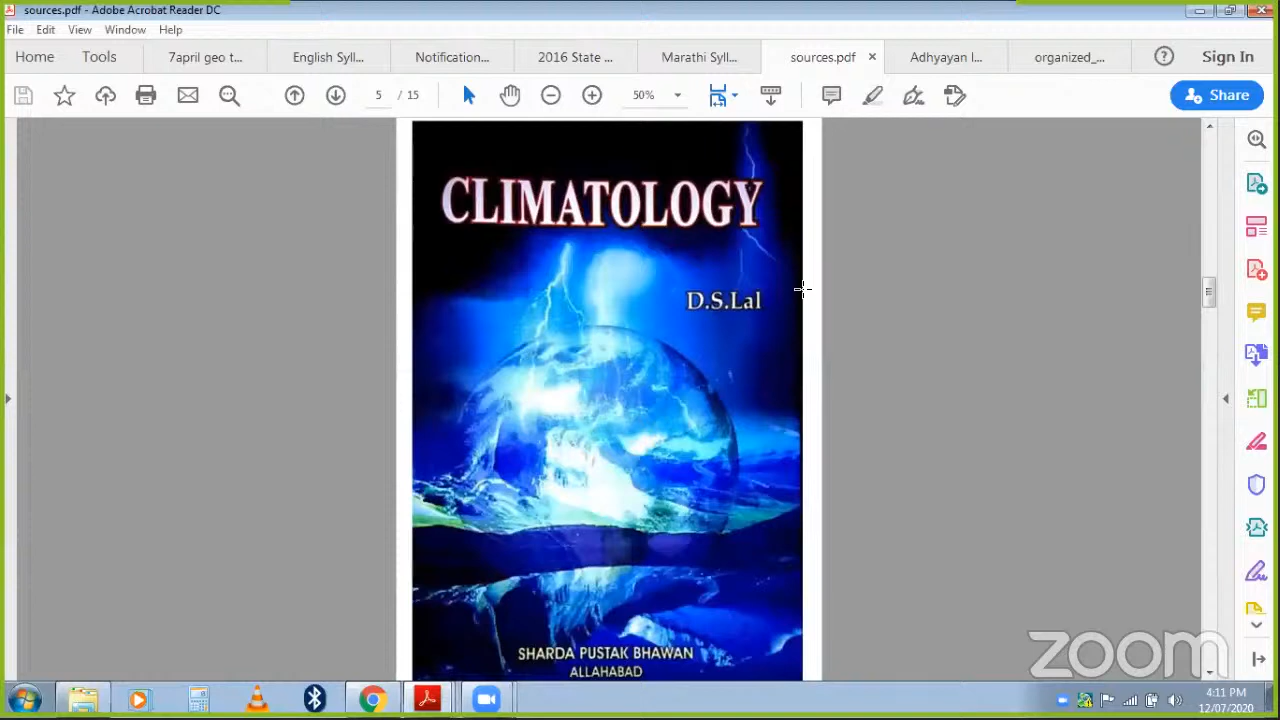 sources.pdf - Adobe Acrobat Reader DC
File Edit View Window Help
Home Tools 7april geo t... English Syll... Notification... 2016 State ... Marathi Syll... sources.pdf × Adhyayan I... organized_... ? Sign In
5 / 15 50% Share
CLIMATOLOGY
D.S.Lal
SHARDA PUSTAK BHAWAN
ALLAHABAD
zoom
4:11 PM
12/07/2020